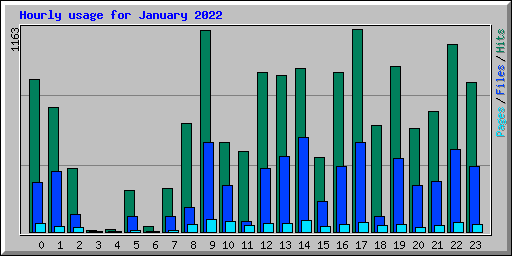 Hourly usage for January 2022
1163
Pages/Files/Hits
0 1 2 3 4 5 6 7 8 9 10 11 12 13 14 15 16 17 18 19 20 21 22 23